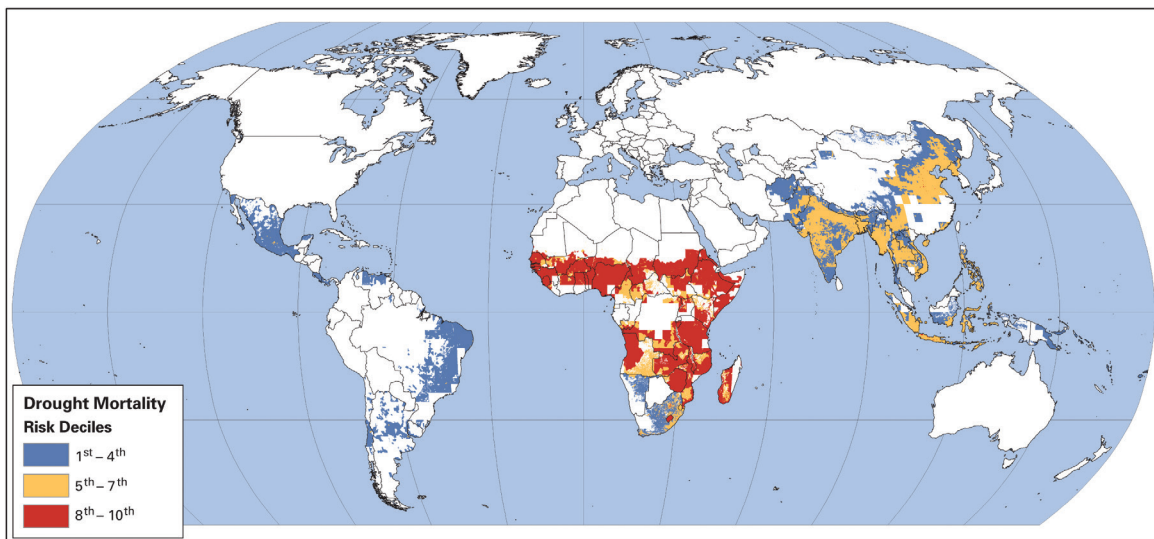 Drought Mortality
Risk Deciles
1st – 4th
5th – 7th
8th – 10th